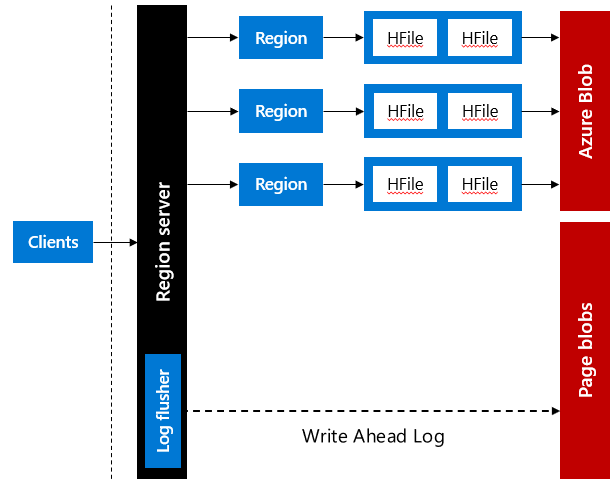 Region
HFile
HFile
Region
HFile
HFile
Region
HFile
HFile
Azure Blob
Clients
Region server
Page blobs
Log flusher
Write Ahead Log